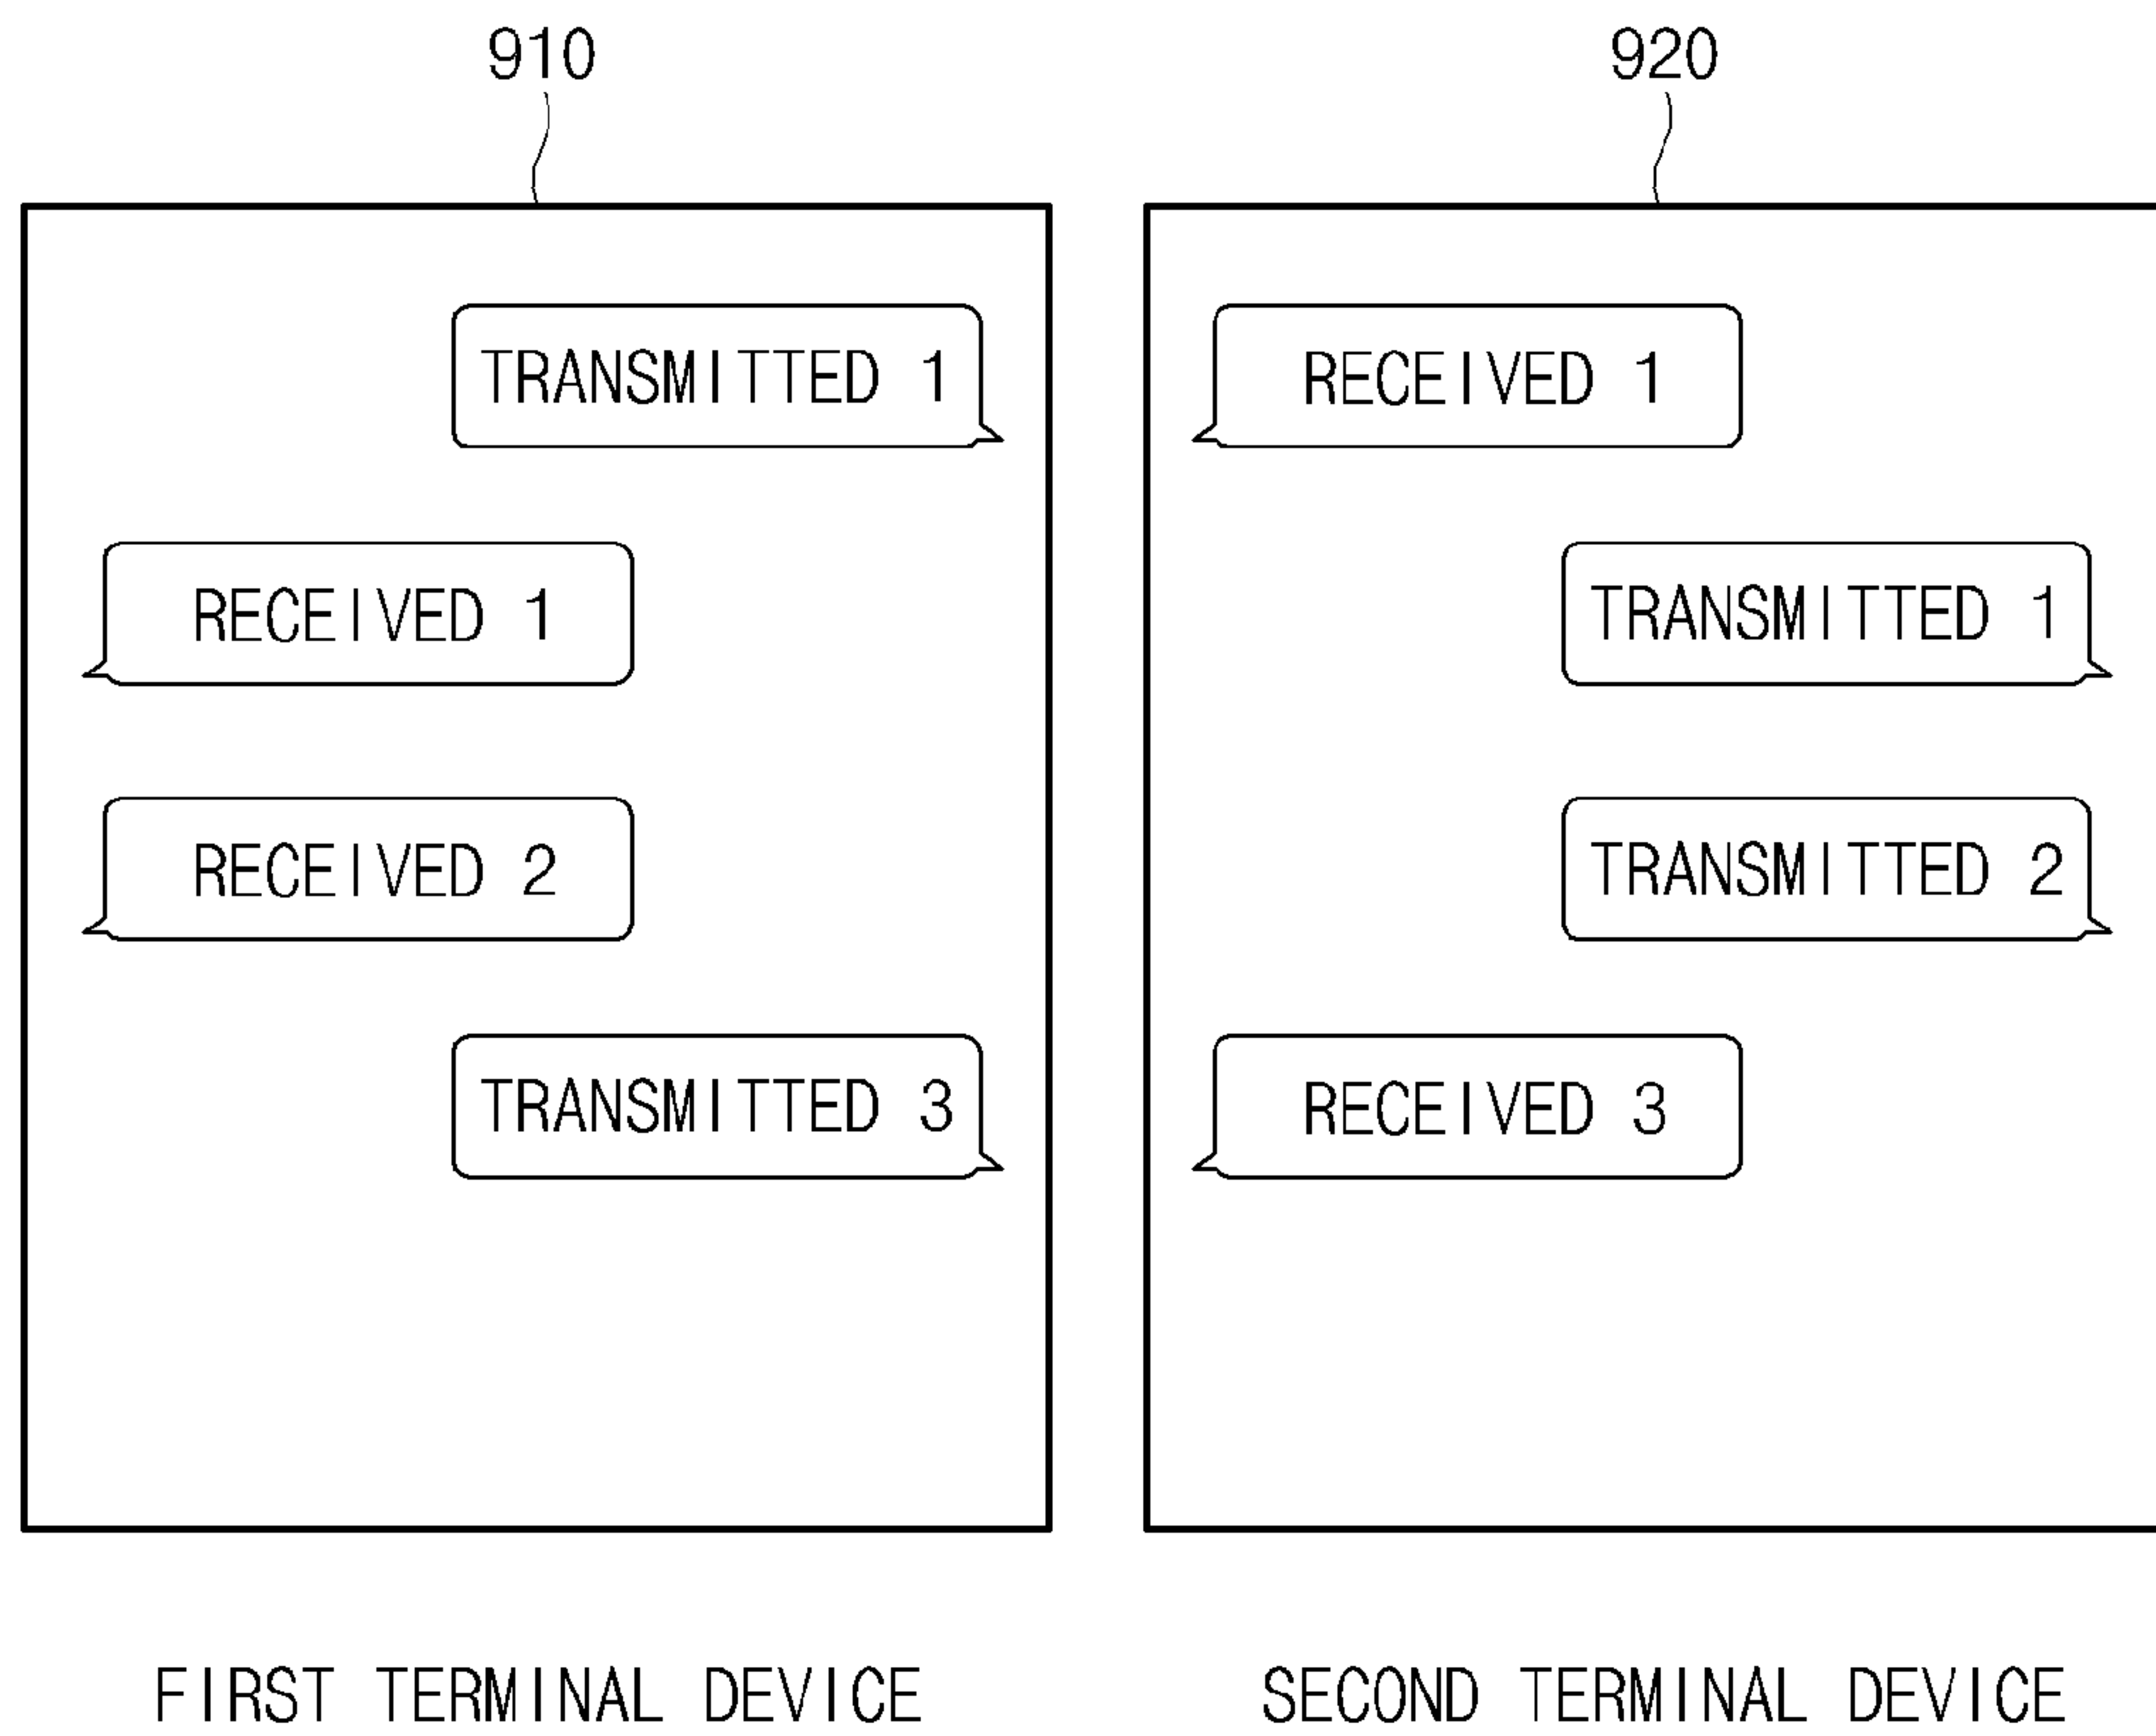 910
TRANSMITTED 1
RECEIVED 1
RECEIVED 2
TRANSMITTED 3
FIRST TERMINAL DEVICE
920
RECEIVED 1
TRANSMITTED 1
TRANSMITTED 2
RECEIVED 3
SECOND TERMINAL DEVICE